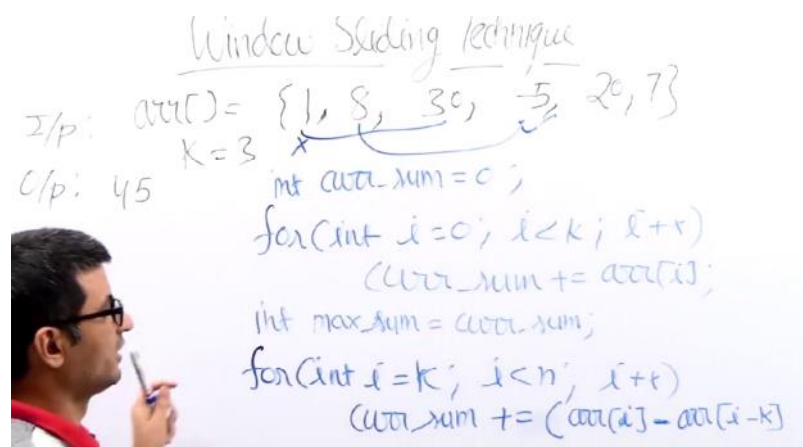 Window Sliding Technique
I/p: arr[] = {1, 8, 30, -5, 20, 7}
K = 3
O/p: 45
int curr_sum = 0;
for(int i=0; i<k; i++)
curr_sum += arr[i];
int max_sum = curr_sum;
for(int i=k; i<n; i++)
curr_sum += (arr[i] - arr[i-k]